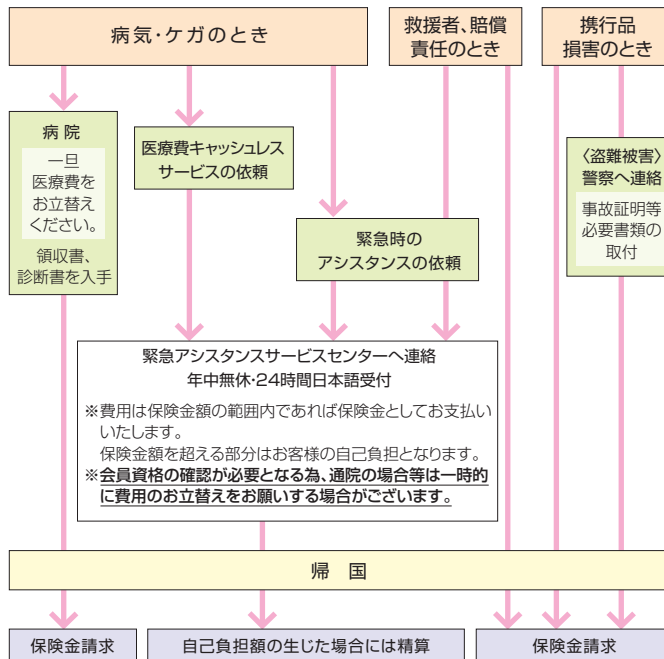 病気・ケガのとき
救援者、賠償
責任のとき
携行品
損害のとき
病 院
一旦
医療費を
お立替え
ください。
領収書、
診断書を入手
医療費キャッシュレス
サービスの依頼
緊急時の
アシスタンスの依頼
〈盗難被害〉
警察へ連絡
事故証明等
必要書類の
取付
緊急アシスタンスサービスセンターへ連絡
年中無休・24時間日本語受付
※費用は保険金額の範囲内であれば保険金としてお支払い
いたします。
保険金額を超える部分はお客様の自己負担となります。
※会員資格の確認が必要となる為、通院の場合等は一時的
に費用のお立替えをお願いする場合がございます。
帰 国
保険金請求
自己負担額の生じた場合には精算
保険金請求